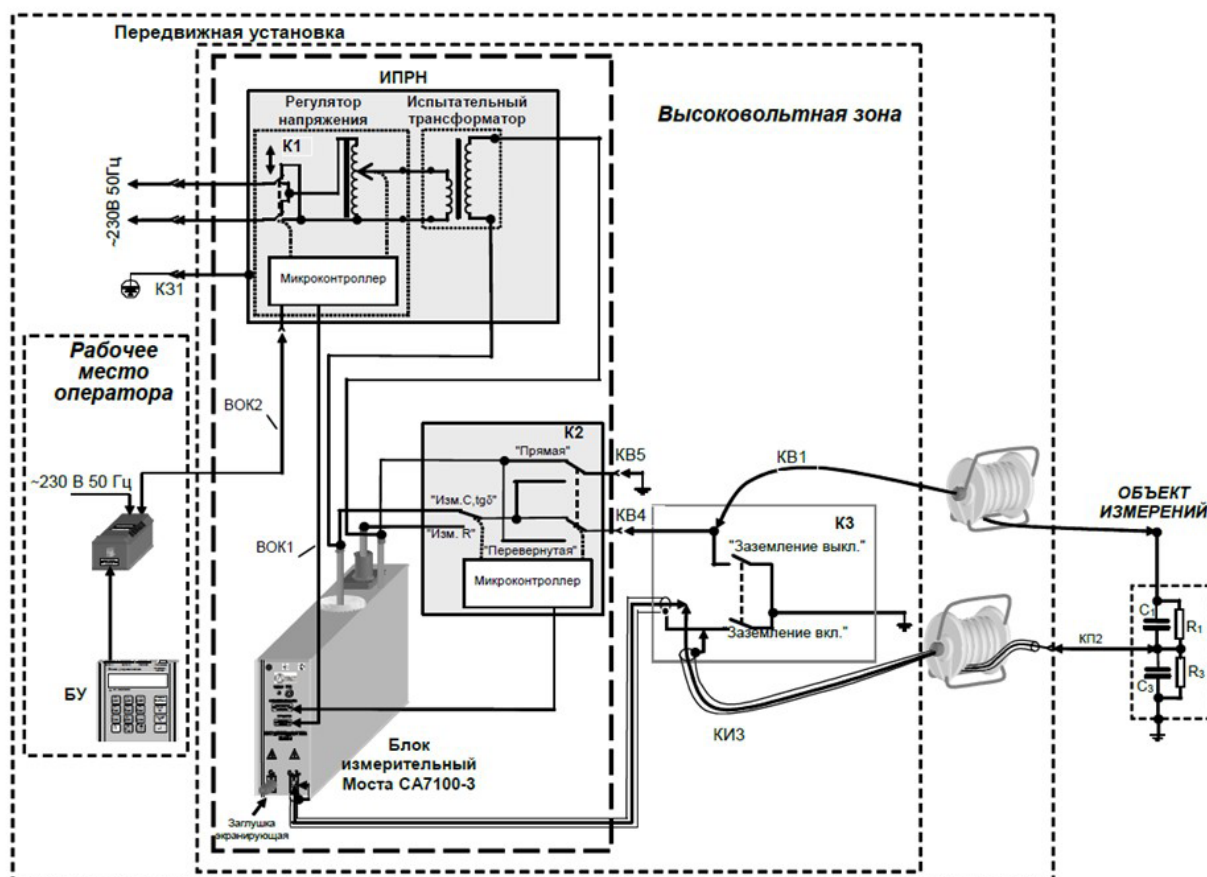 Передвижная установка
ИПРН
Регулятор
напряжения
Испытательный
трансформатор
Высоковольтная зона
К1
~230В 50Гц
Микроконтроллер
КЗ1
Рабочее
место
оператора
ВОК2
~230 В 50 Гц
БУ
К2
"Прямая"
КВ5
"Изм.C,tgδ"
КВ4
"Изм. R"
"Перевернутая"
ВОК1
Микроконтроллер
КВ1
К3
"Заземление выкл."
"Заземление вкл."
ОБЪЕКТ
ИЗМЕРЕНИЙ
C1
R1
КП2
C3
R3
КИ3
Блок
измерительный
Моста СА7100-3
Заглушка
экранирующая